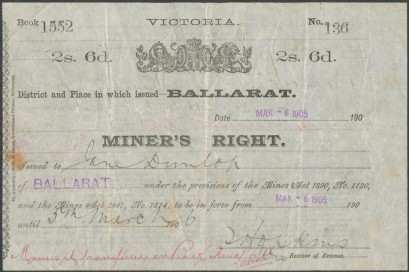 Book 1552 VICTORIA. No. 136
2s. 6d. 2s. 6d.
District and Place in which issued—BALLARAT.
Date MAR -6 1905 190
MINER'S RIGHT.
Issued to Jane Dunlop
of BALLARAT under the provisions of the Mines Act 1890, No. 1120,
and the Mines Act 1897, No. 1514, to be in force from MAR -6 1905 190
until 5th March 1906
Receiver of Revenue.